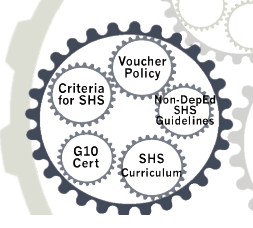 Voucher
Policy
Criteria
for SHS
Non-DepEd
SHS
Guidelines
G10
Cert
SHS
Curriculum